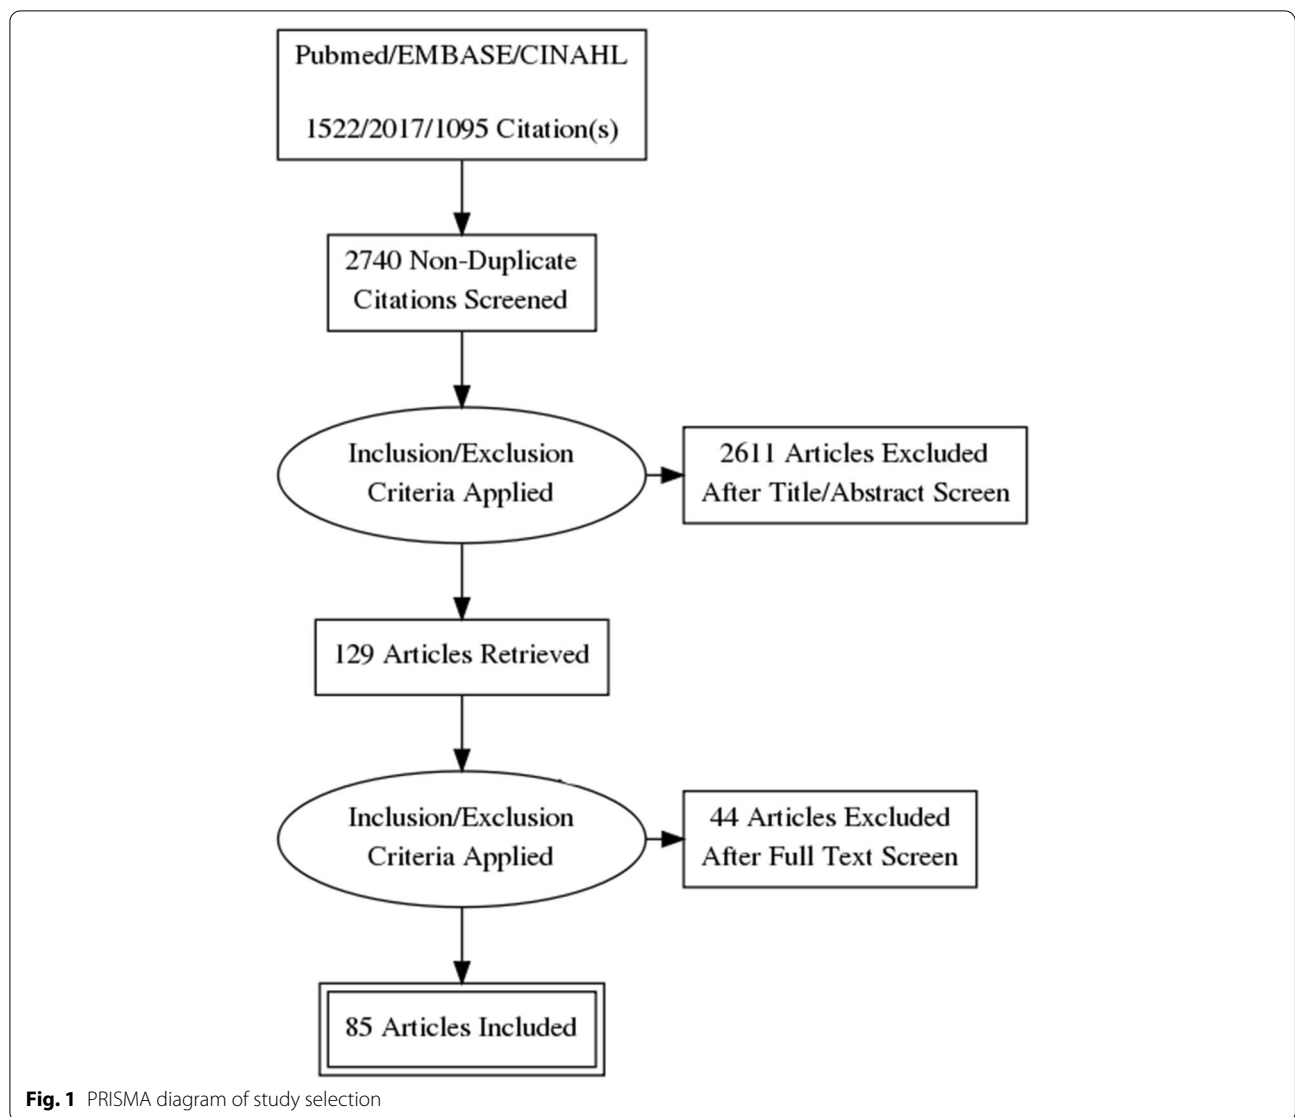 Pubmed/EMBASE/CINAHL
1522/2017/1095 Citation(s)
2740 Non-Duplicate
Citations Screened
Inclusion/Exclusion
Criteria Applied
2611 Articles Excluded
After Title/Abstract Screen
129 Articles Retrieved
Inclusion/Exclusion
Criteria Applied
44 Articles Excluded
After Full Text Screen
85 Articles Included
Fig. 1 PRISMA diagram of study selection